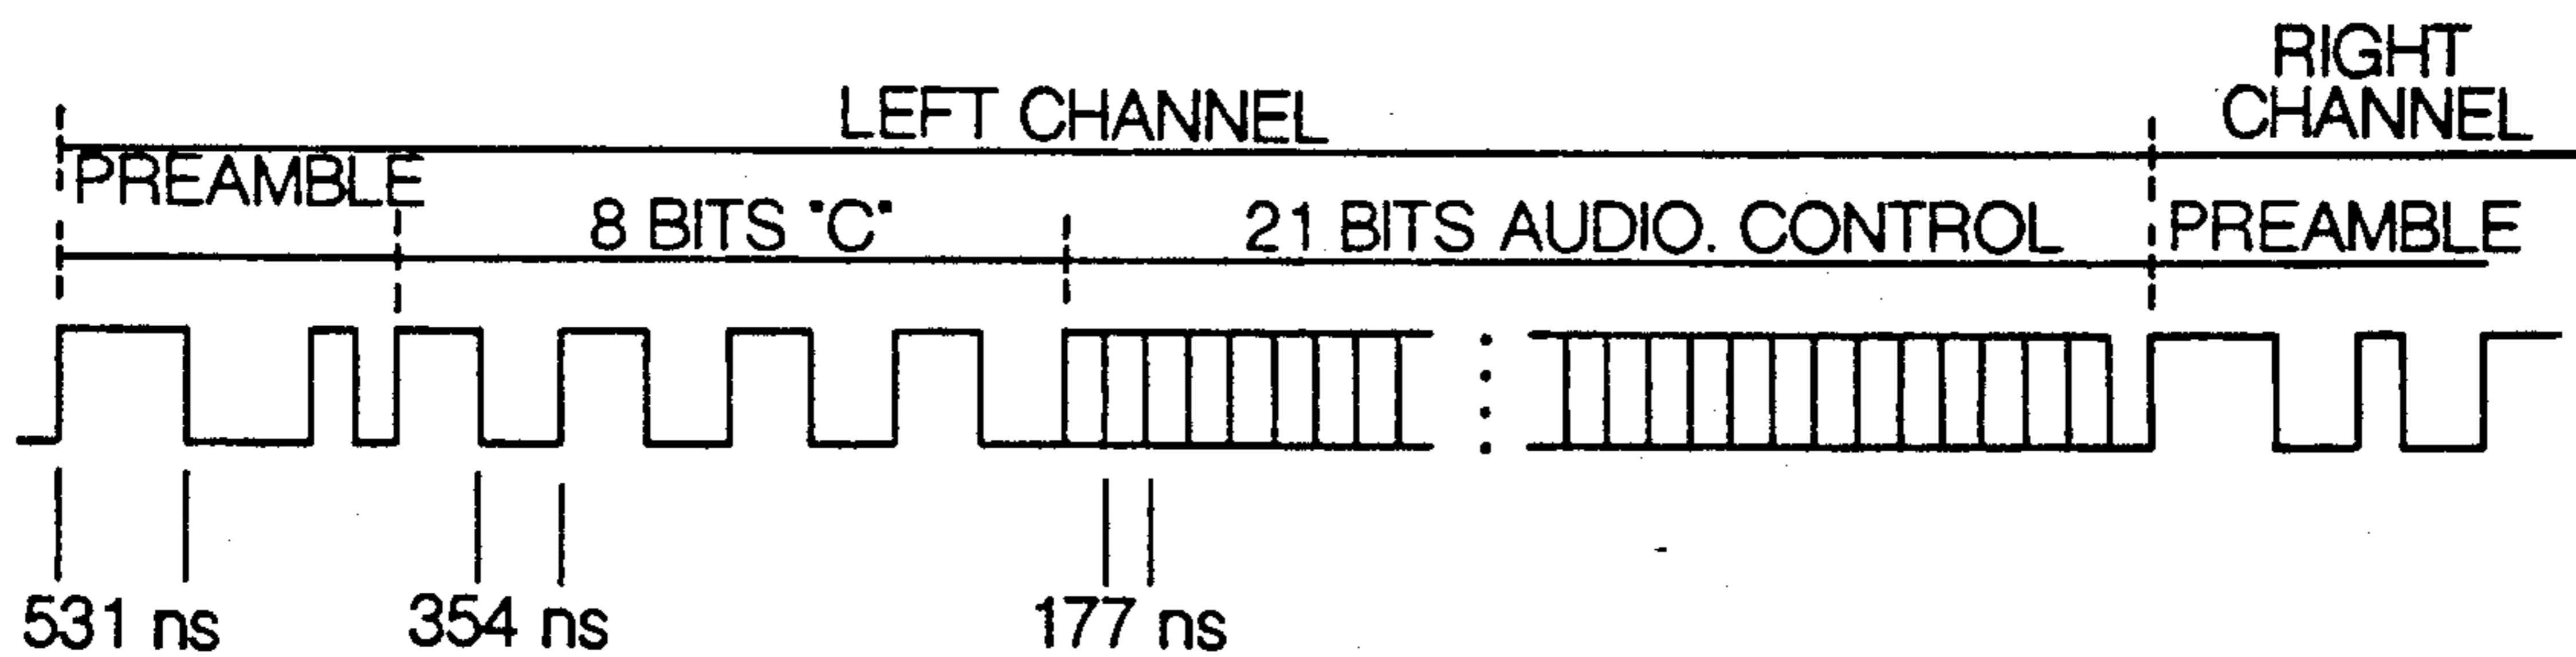 LEFT CHANNEL
RIGHT
CHANNEL
PREAMBLE
8 BITS "C"
21 BITS AUDIO. CONTROL
PREAMBLE
531 ns
354 ns
177 ns